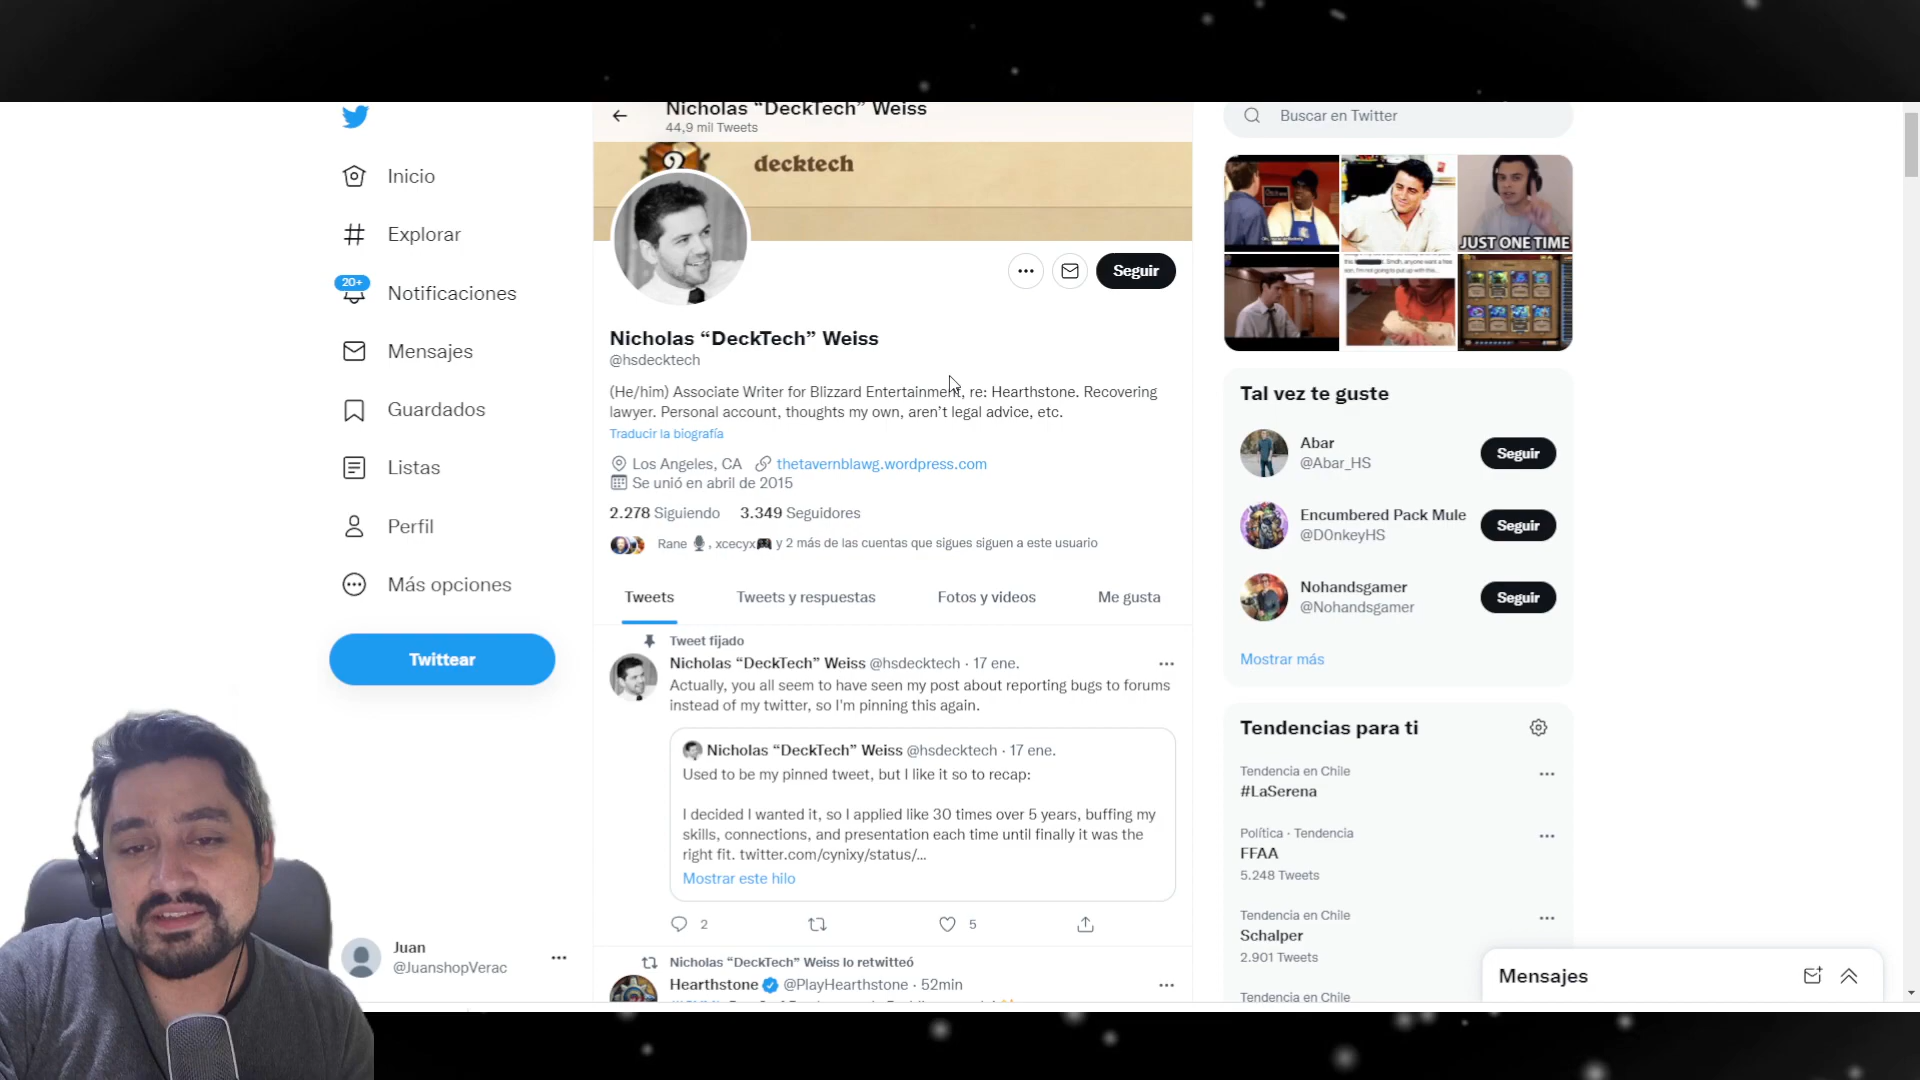 Nicholas “DeckTech” Weiss
44,9 mil Tweets
decktech
Inicio
Explorar
20+
Notificaciones
Mensajes
Guardados
Listas
Perfil
Más opciones
Twittear
Juan
@JuanshopVerac
Seguir
Nicholas “DeckTech” Weiss
@hsdecktech
(He/him) Associate Writer for Blizzard Entertainment, re: Hearthstone. Recovering
lawyer. Personal account, thoughts my own, aren’t legal advice, etc.
Traducir la biografía
Los Angeles, CA thetavernblawg.wordpress.com
Se unió en abril de 2015
2.278 Siguiendo 3.349 Seguidores
Rane , xcecyx y 2 más de las cuentas que sigues siguen a este usuario
Tweets Tweets y respuestas Fotos y videos Me gusta
Tweet fijado
Nicholas “DeckTech” Weiss @hsdecktech · 17 ene.
Actually, you all seem to have seen my post about reporting bugs to forums
instead of my twitter, so I'm pinning this again.
Nicholas “DeckTech” Weiss @hsdecktech · 17 ene.
Used to be my pinned tweet, but I like it so to recap:
I decided I wanted it, so I applied like 30 times over 5 years, buffing my
skills, connections, and presentation each time until finally it was the
right fit. twitter.com/cynixy/status/...
Mostrar este hilo
2 5
Nicholas “DeckTech” Weiss lo retwitteó
Hearthstone @PlayHearthstone · 52min
Buscar en Twitter
JUST ONE TIME
Tal vez te guste
Abar
@Abar_HS
Seguir
Encumbered Pack Mule
@D0nkeyHS
Seguir
Nohandsgamer
@Nohandsgamer
Seguir
Mostrar más
Tendencias para ti
Tendencia en Chile
#LaSerena
Política · Tendencia
FFAA
5.248 Tweets
Tendencia en Chile
Schalper
2.901 Tweets
Tendencia en Chile
Mensajes